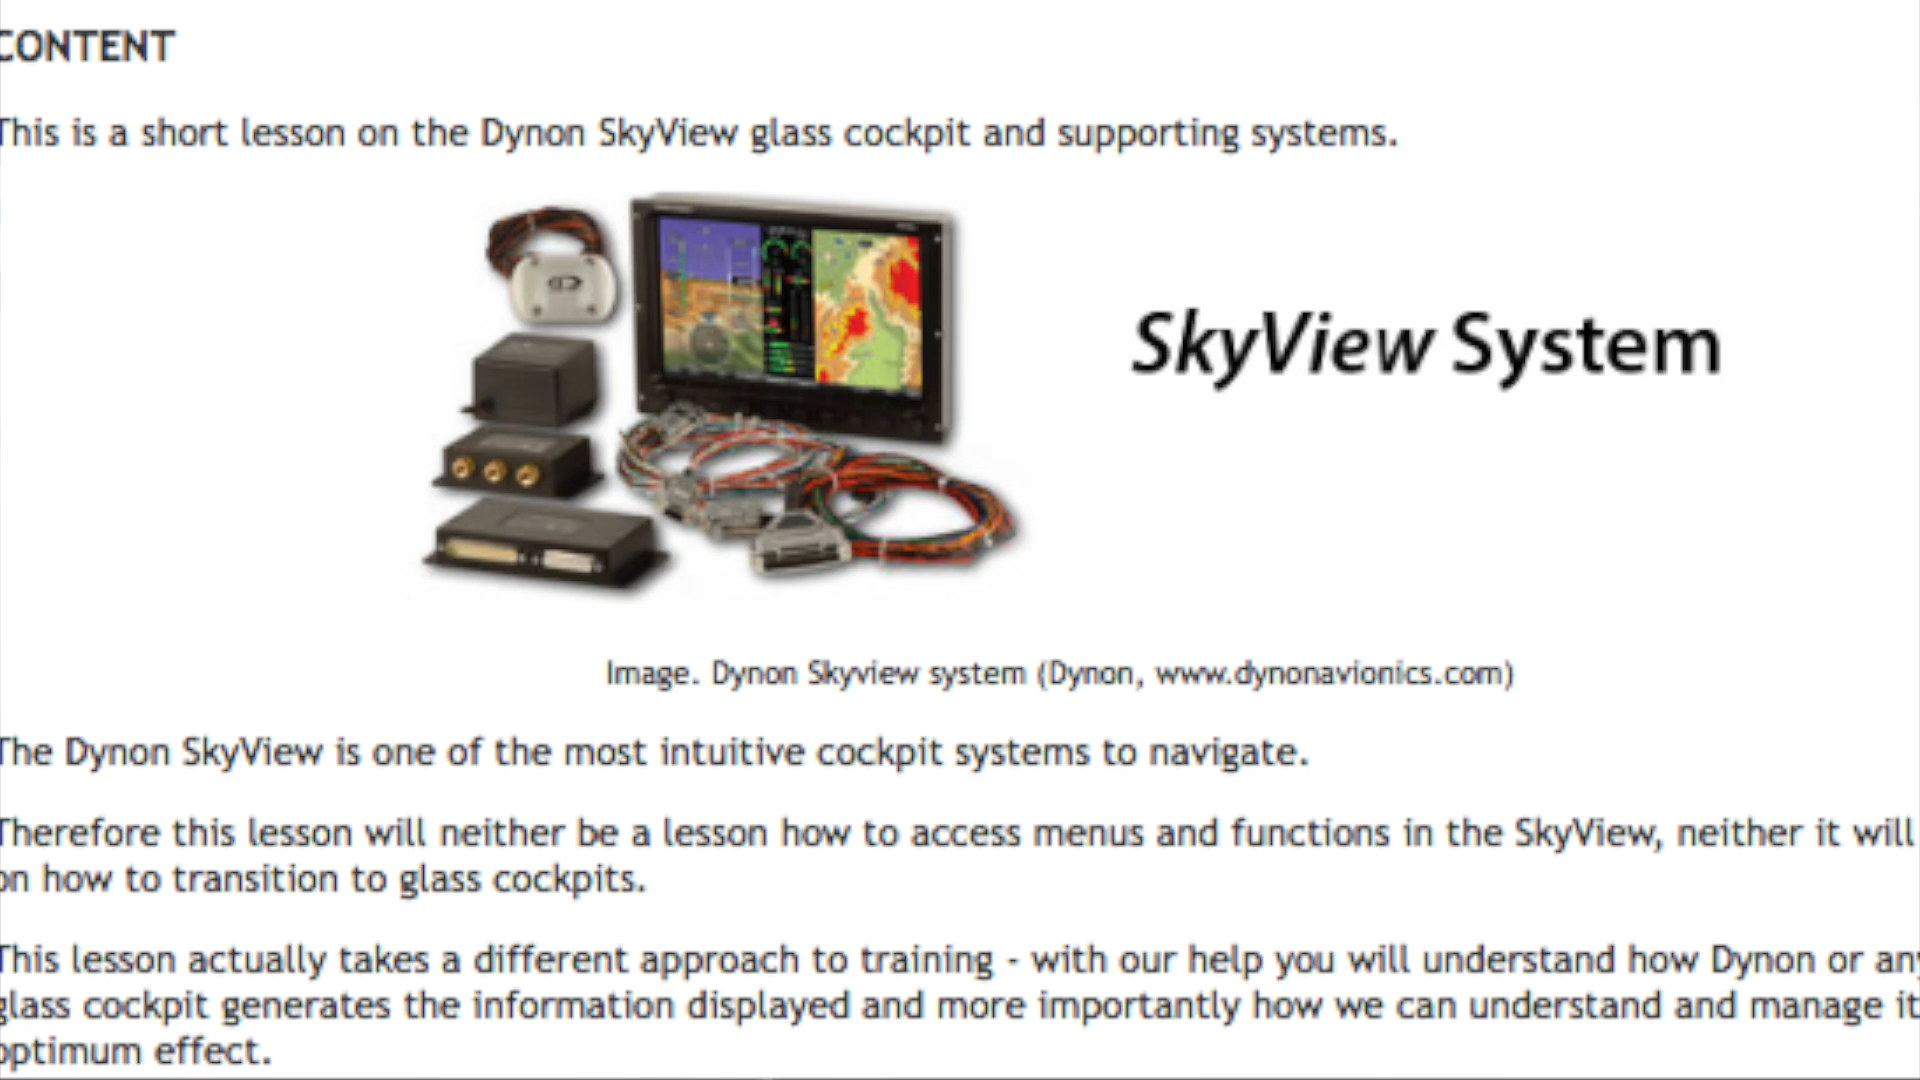 CONTENT
This is a short lesson on the Dynon SkyView glass cockpit and supporting systems.
SkyView System
Image. Dynon Skyview system (Dynon, www.dynonavionics.com)
The Dynon SkyView is one of the most intuitive cockpit systems to navigate.
Therefore this lesson will neither be a lesson how to access menus and functions in the SkyView, neither it will
on how to transition to glass cockpits.
This lesson actually takes a different approach to training - with our help you will understand how Dynon or any
glass cockpit generates the information displayed and more importantly how we can understand and manage it
optimum effect.